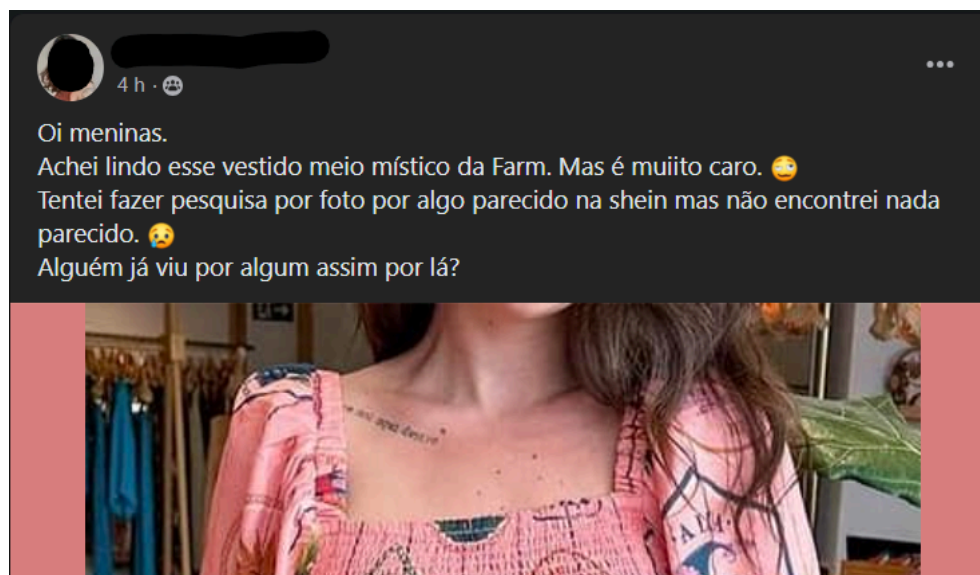 4 h ·
Oi meninas.
Achei lindo esse vestido meio místico da Farm. Mas é muiito caro. 🙄
Tentei fazer pesquisa por foto por algo parecido na shein mas não encontrei nada
parecido. 😢
Alguém já viu por algum assim por lá?
A LUA